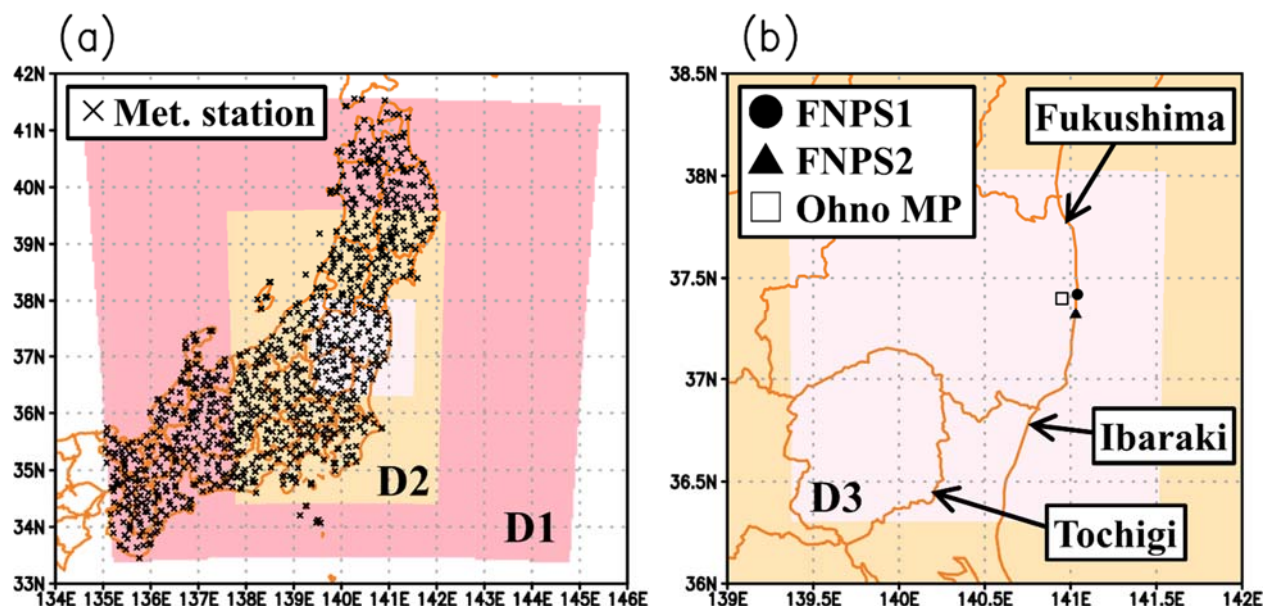 (a)
42N
41N
40N
39N
38N
37N
36N
35N
34N
33N
134E 135E 136E 137E 138E 139E 140E 141E 142E 143E 144E 145E 146E
× Met. station
D2
D1
(b)
38.5N
38N
37.5N
37N
36.5N
36N
139E 139.5E 140E 140.5E 141E 141.5E 142E
FNPS1
FNPS2
Ohno MP
Fukushima
Ibaraki
D3
Tochigi